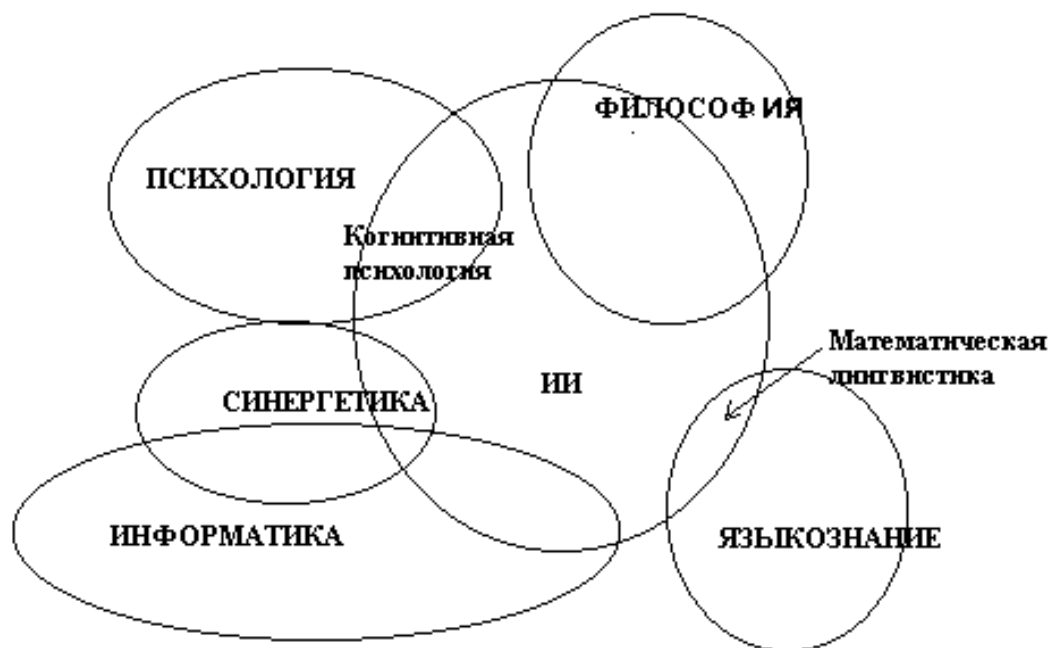 ФИЛОСОФИЯ
ПСИХОЛОГИЯ
Когнитивная
психология
Математическая
лингвистика
ИИ
СИНЕРГЕТИКА
ИНФОРМАТИКА
ЯЗЫКОЗНАНИЕ